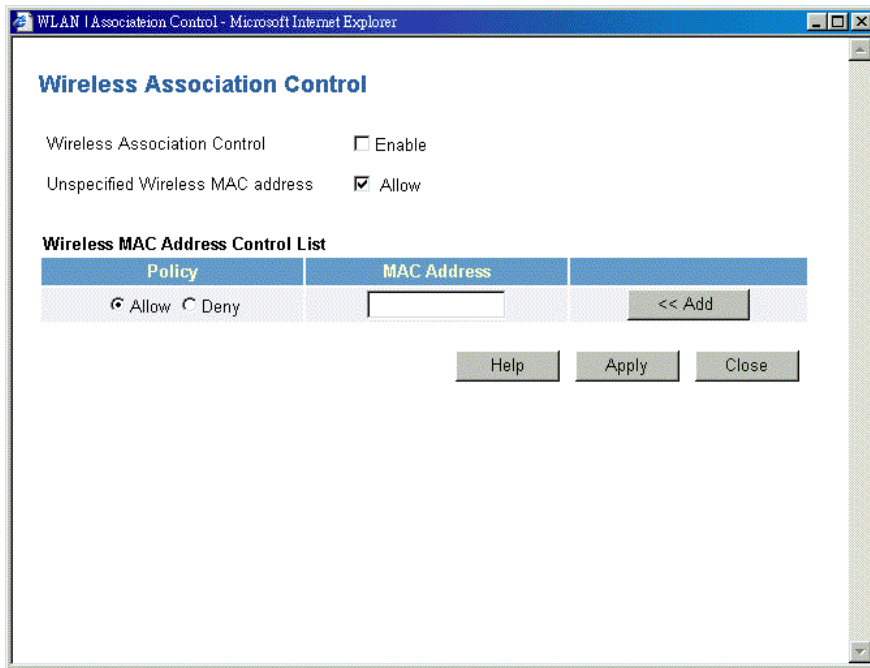 WLAN | Associateion Control - Microsoft Internet Explorer
Wireless Association Control
Wireless Association Control Enable
Unspecified Wireless MAC address Allow
Wireless MAC Address Control List
Policy MAC Address
Allow Deny << Add
Help Apply Close